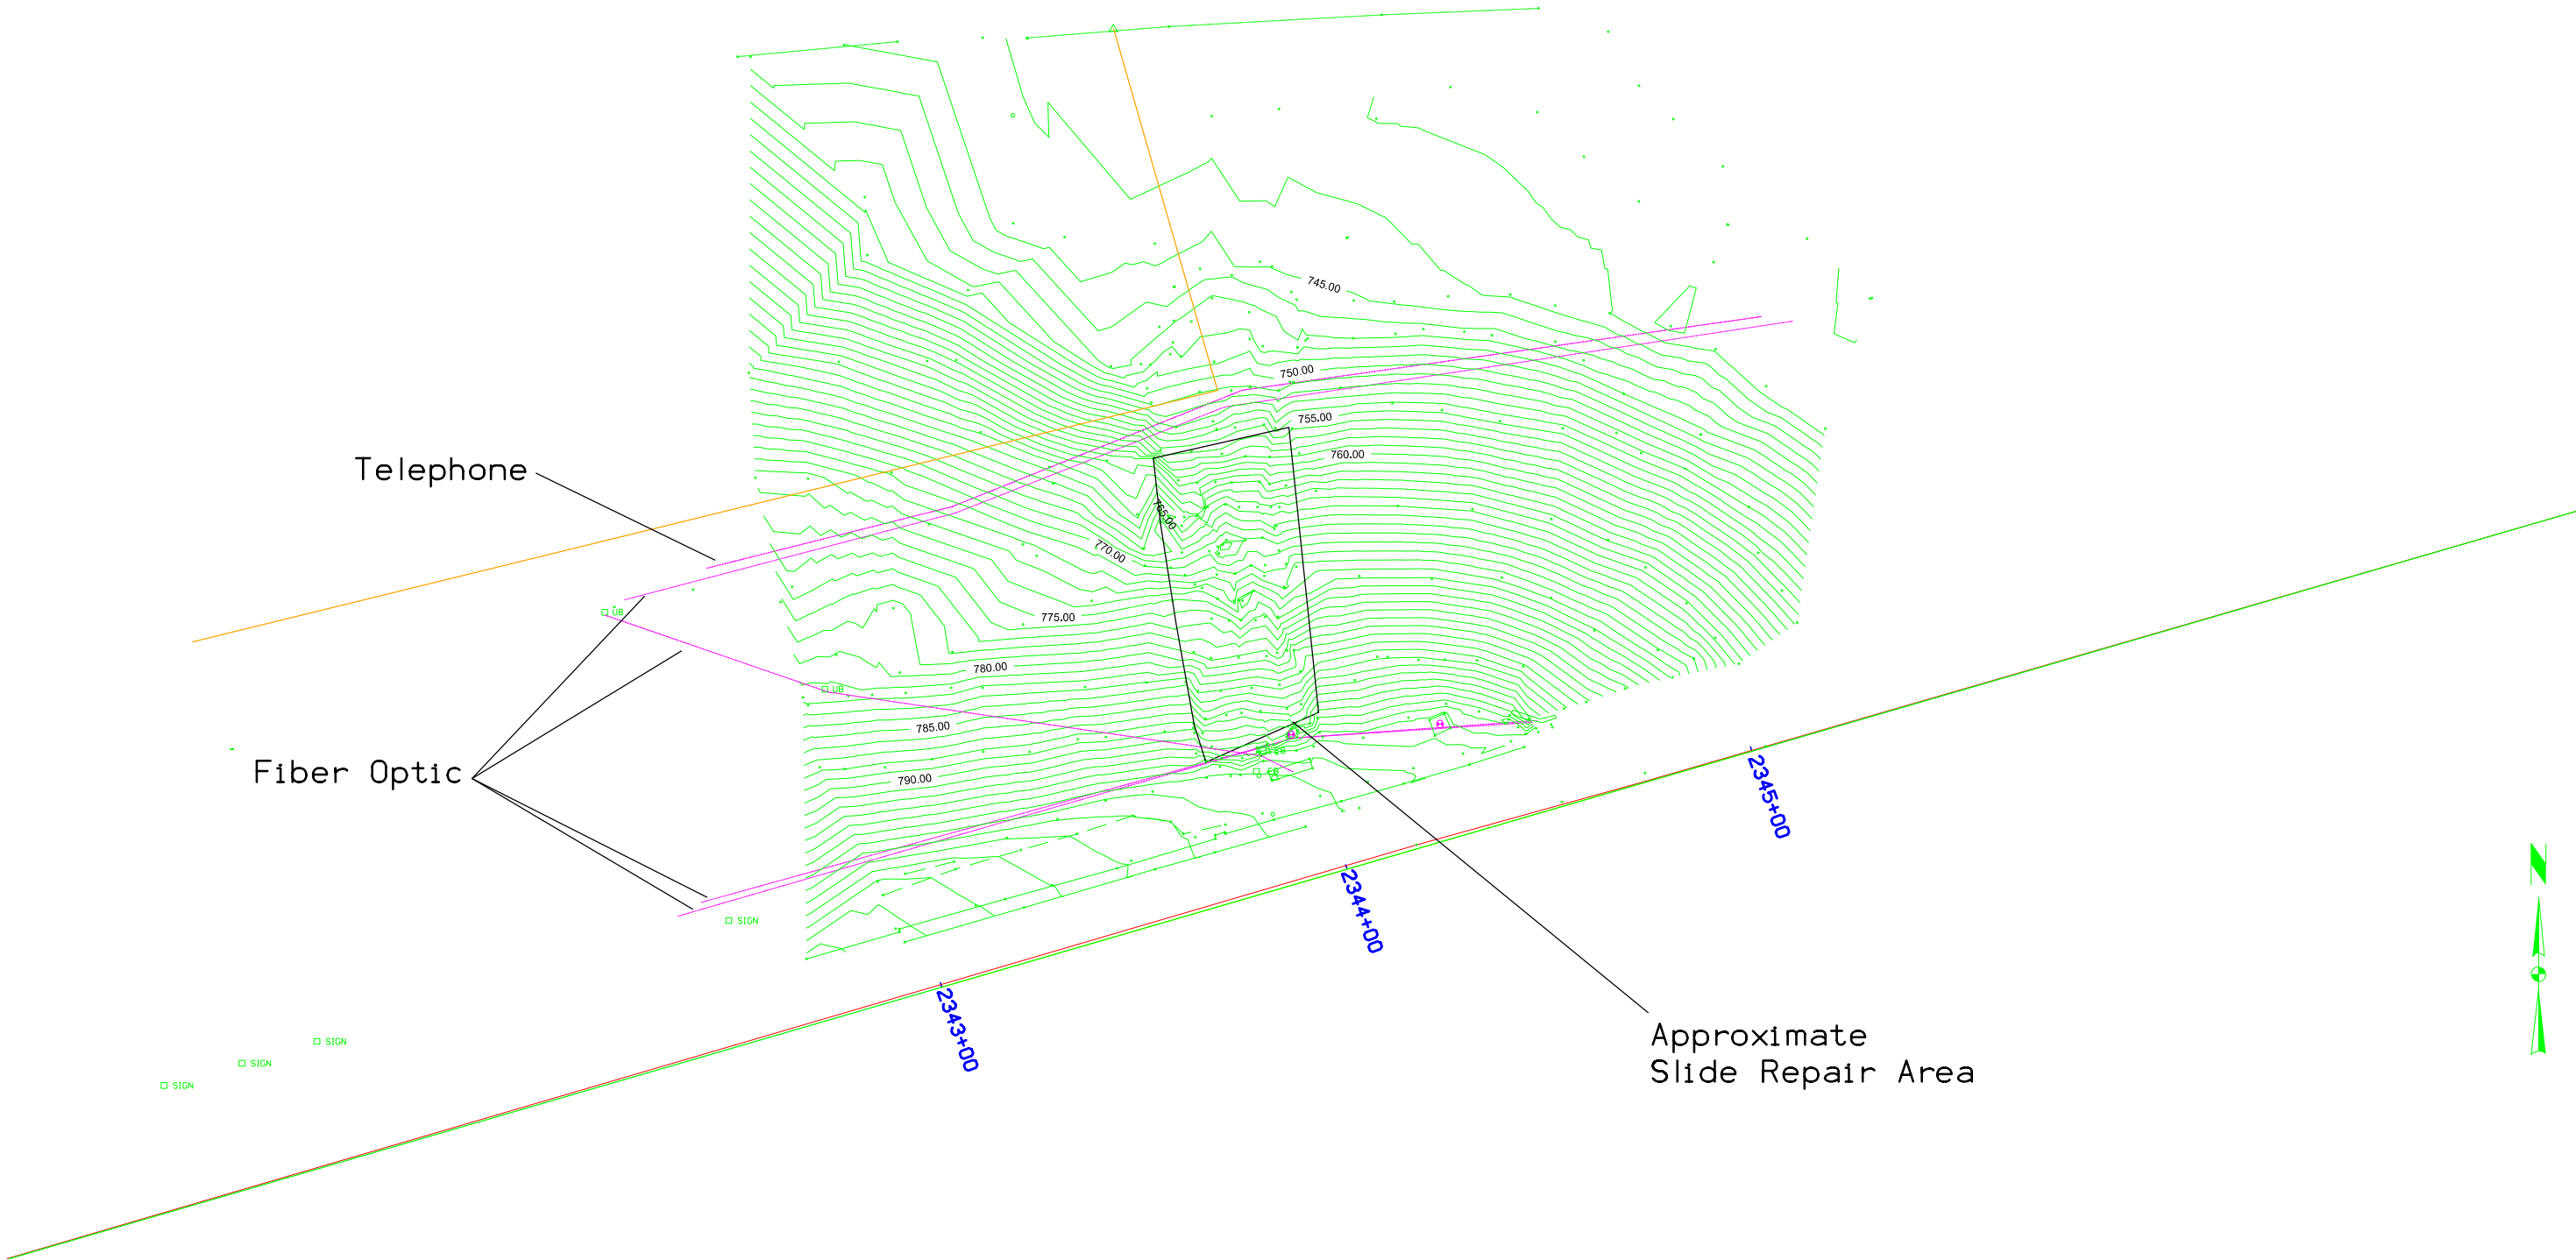 745.00
750.00
755.00
760.00
765.00
770.00
775.00
780.00
785.00
790.00
Telephone
UB
UB
Fiber Optic
SIGN
SIGN
SIGN
SIGN
2345+00
2344+00
2343+00
Approximate
Slide Repair Area
N